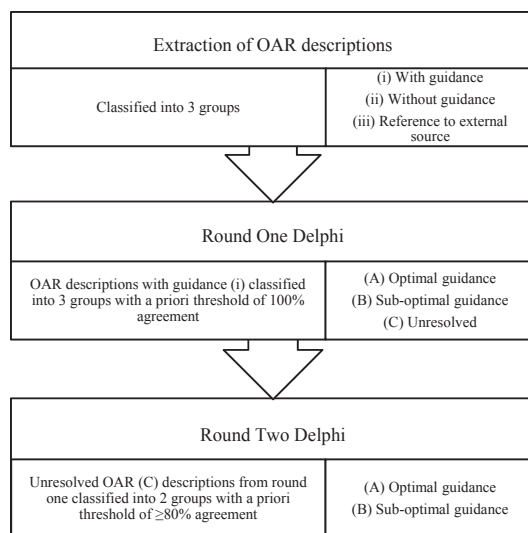 Extraction of OAR descriptions
Classified into 3 groups
(i) With guidance
(ii) Without guidance
(iii) Reference to external
source
Round One Delphi
OAR descriptions with guidance (i) classified
into 3 groups with a priori threshold of 100%
agreement
(A) Optimal guidance
(B) Sub-optimal guidance
(C) Unresolved
Round Two Delphi
Unresolved OAR (C) descriptions from round
one classified into 2 groups with a priori
threshold of ≥80% agreement
(A) Optimal guidance
(B) Sub-optimal guidance